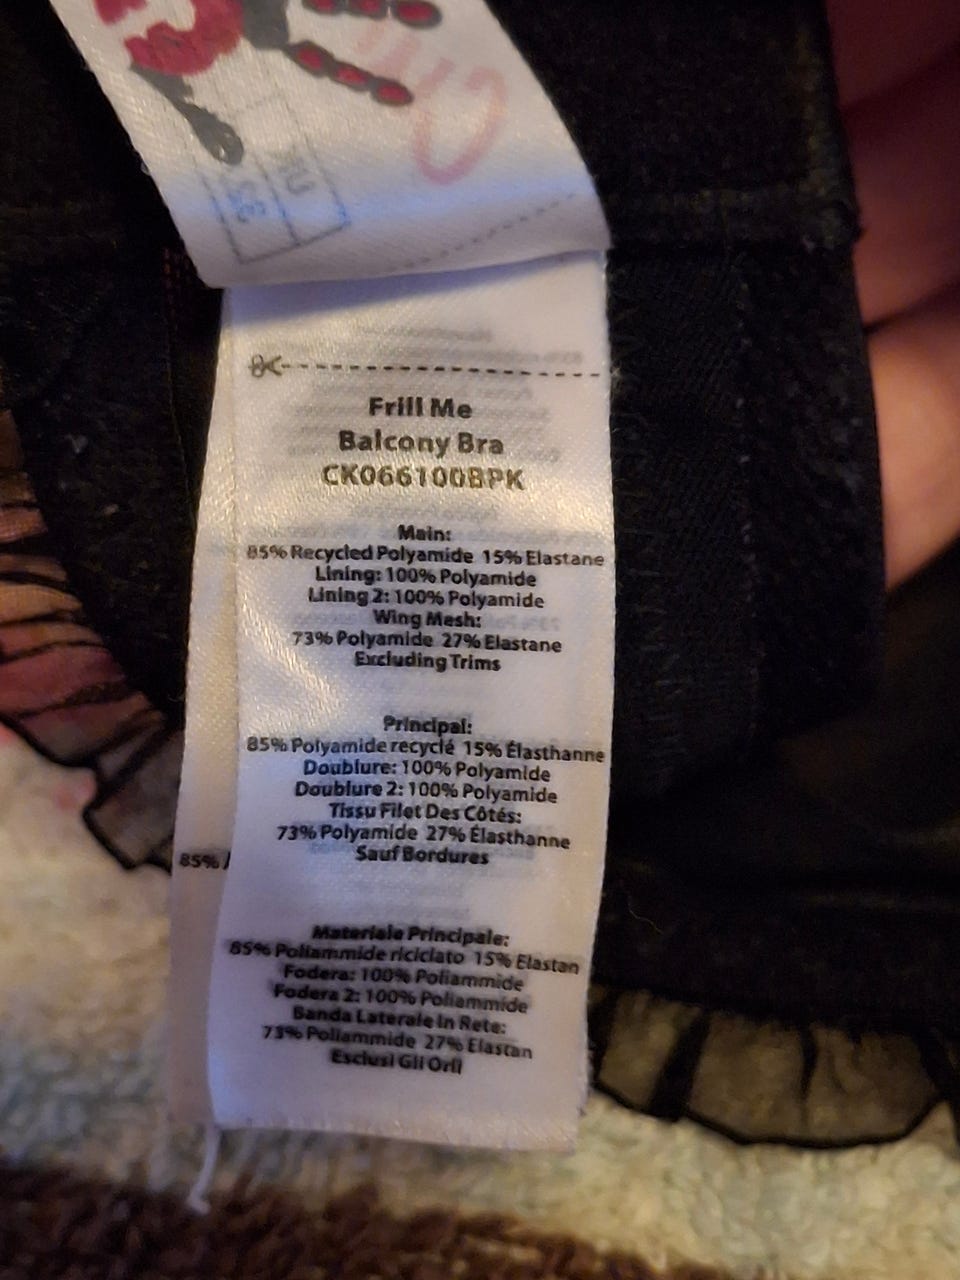 Frill Me
Balcony Bra
CK066100BPK
Main:
85% Recycled Polyamide 15% Elastane
Lining: 100% Polyamide
Lining 2: 100% Polyamide
Wing Mesh:
73% Polyamide 27% Elastane
Excluding Trims
Principal:
85% Polyamide recyclé 15% Élasthanne
Doublure: 100% Polyamide
Doublure 2: 100% Polyamide
Tissu Filet Des Côtés:
73% Polyamide 27% Élasthanne
Sauf Bordures
85%
Materiale Principale:
85% Poliammide riciclato 15% Elastan
Fodera: 100% Poliammide
Fodera 2: 100% Poliammide
Banda Laterale In Rete:
73% Poliammide 27% Elastan
Esclusi Gli Orli